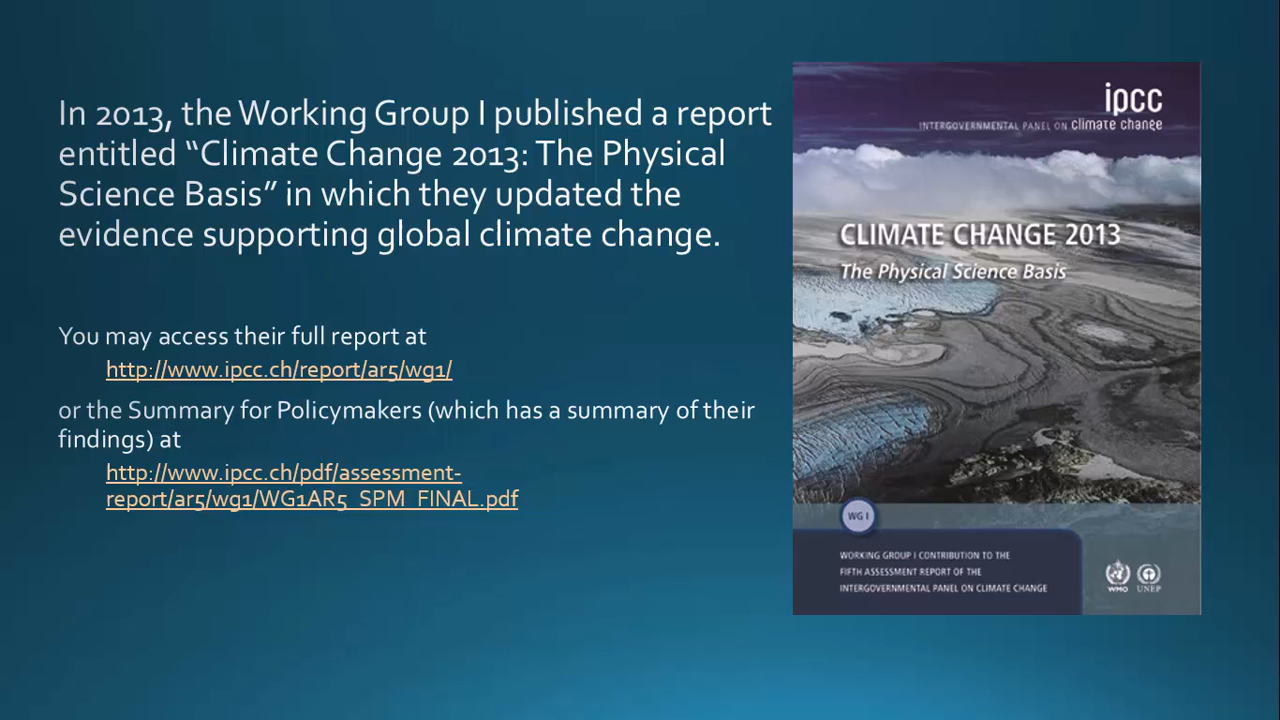 In 2013, the Working Group I published a report
entitled “Climate Change 2013: The Physical
Science Basis” in which they updated the
evidence supporting global climate change.
You may access their full report at
http://www.ipcc.ch/report/ar5/wg1/
or the Summary for Policymakers (which has a summary of their
findings) at
http://www.ipcc.ch/pdf/assessment-
report/ar5/wg1/WG1AR5_SPM_FINAL.pdf
ipcc
INTERGOVERNMENTAL PANEL ON climate change
CLIMATE CHANGE 2013
The Physical Science Basis
WG I
WORKING GROUP I CONTRIBUTION TO THE
FIFTH ASSESSMENT REPORT OF THE
INTERGOVERNMENTAL PANEL ON CLIMATE CHANGE
WMO UNEP